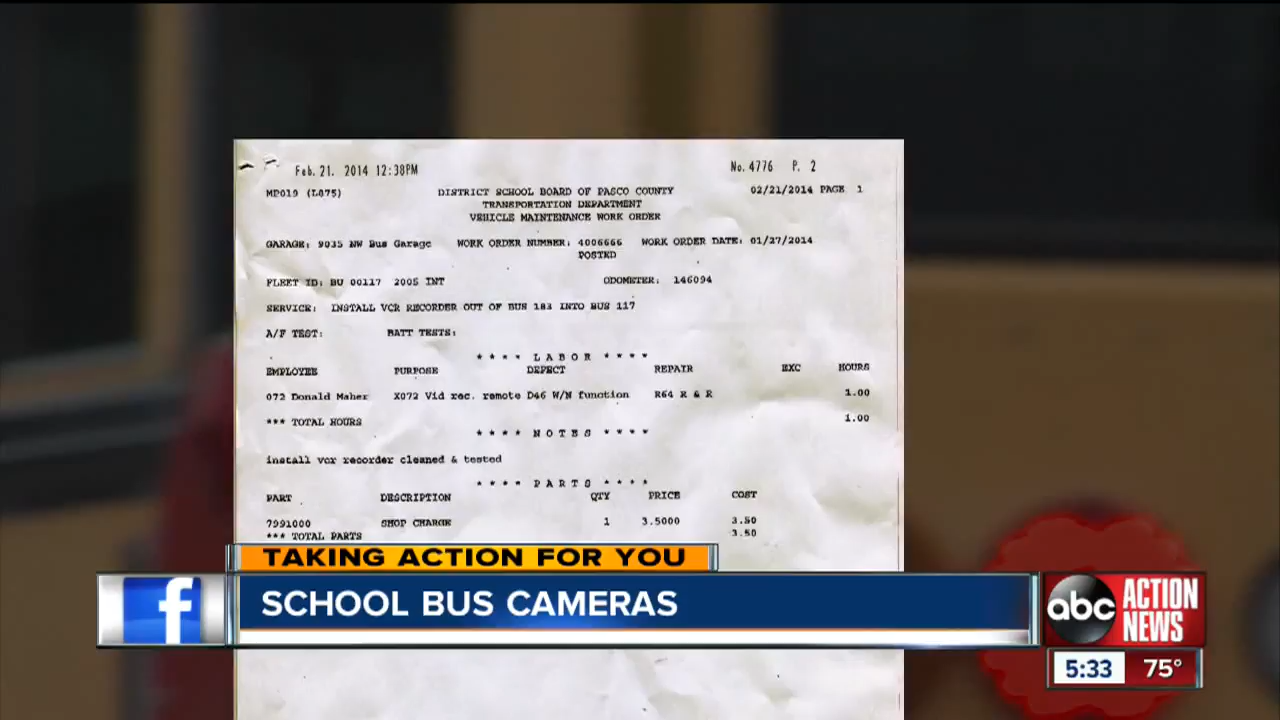 Feb. 21. 2014 12:38PM No. 4776 P. 2
MP019 (L875) DISTRICT SCHOOL BOARD OF PASCO COUNTY 02/21/2014 PAGE 1
TRANSPORTATION DEPARTMENT
VEHICLE MAINTENANCE WORK ORDER
GARAGE: 9035 NW Bus Garage WORK ORDER NUMBER: 4006666 WORK ORDER DATE: 01/27/2014
POSTED
FLEET ID: BU 00117 2005 INT ODOMETER: 146094
SERVICE: INSTALL VCR RECORDER OUT OF BUS 183 INTO BUS 117
A/F TEST: BATT TESTS:
* * * * L A B O R * * * *
EMPLOYEE PURPOSE DEFECT REPAIR EXC HOURS
072 Donald Maher X072 Vid rec. remote D46 W/N function R64 R & R 1.00
*** TOTAL HOURS 1.00
* * * * N O T E S * * * *
install vcr recorder cleaned & tested
* * * * P A R T S * * * *
PART DESCRIPTION QTY PRICE COST
7991000 SHOP CHARGE 1 3.5000 3.50
*** TOTAL PARTS 3.50
TAKING ACTION FOR YOU
f SCHOOL BUS CAMERAS
abc ACTION NEWS
5:33 75°